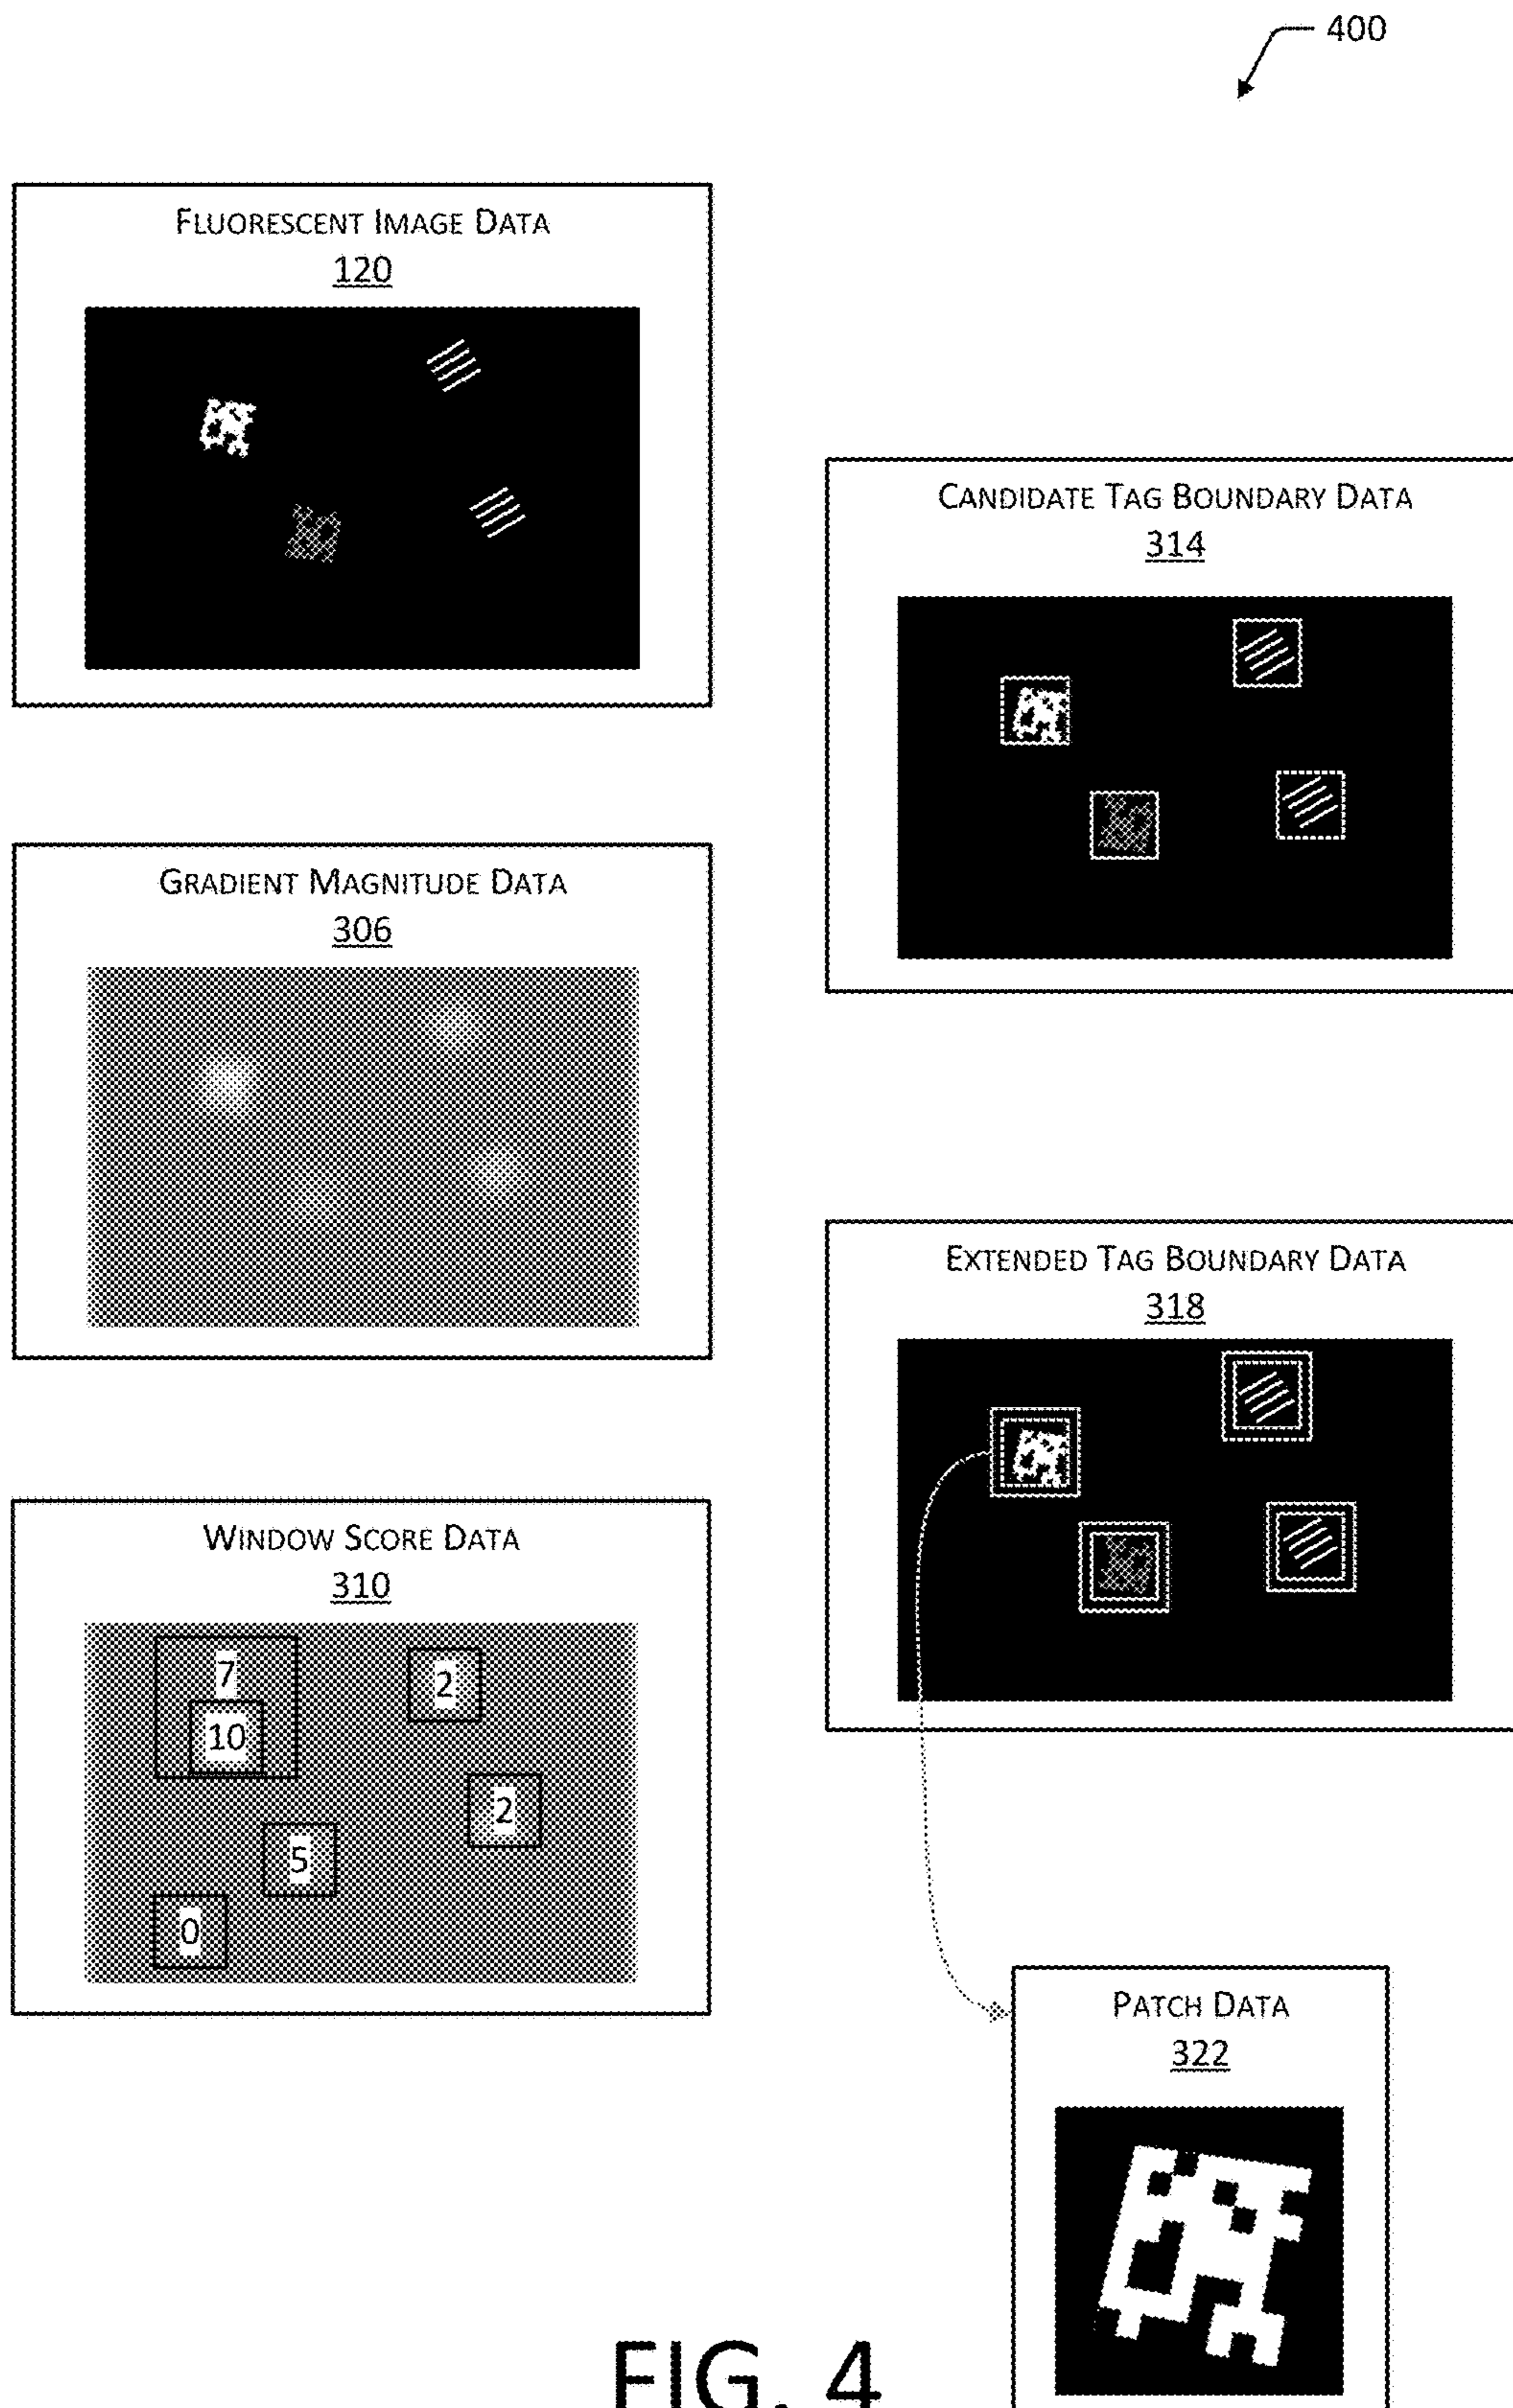 400
FLUORESCENT IMAGE DATA
120
CANDIDATE TAG BOUNDARY DATA
314
GRADIENT MAGNITUDE DATA
306
EXTENDED TAG BOUNDARY DATA
318
WINDOW SCORE DATA
310
7
2
10
2
5
0
PATCH DATA
322
FIG. 4